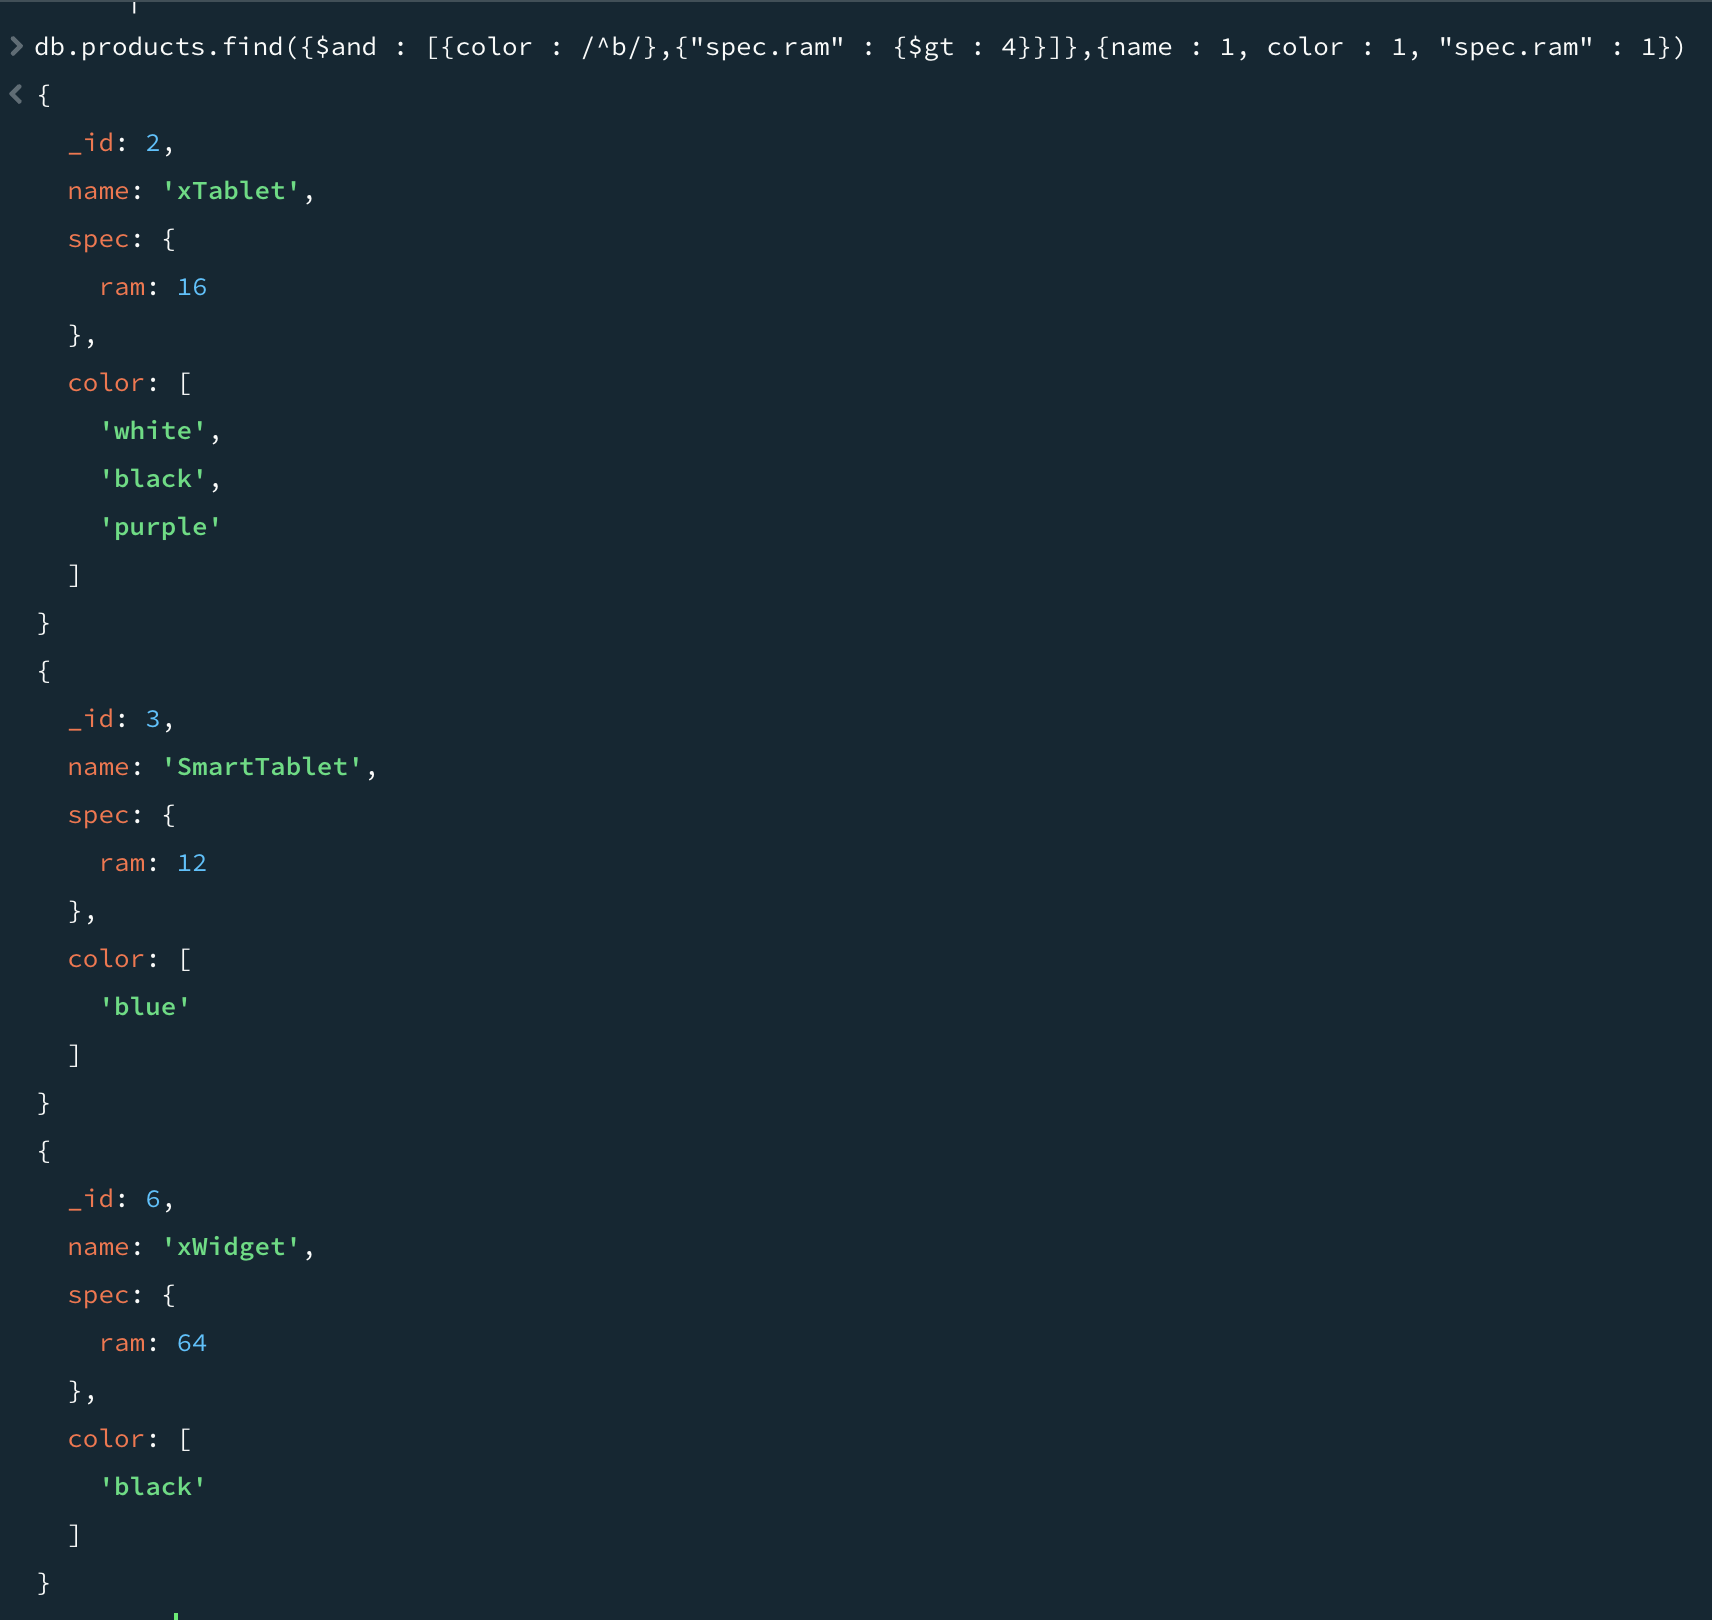 > db.products.find({$and : [{color : /^b/},{"spec.ram" : {$gt : 4}}]},{name : 1, color : 1, "spec.ram" : 1})
< {
_id: 2,
name: 'xTablet',
spec: {
ram: 16
},
color: [
'white',
'black',
'purple'
]
}
{
_id: 3,
name: 'SmartTablet',
spec: {
ram: 12
},
color: [
'blue'
]
}
{
_id: 6,
name: 'xWidget',
spec: {
ram: 64
},
color: [
'black'
]
}